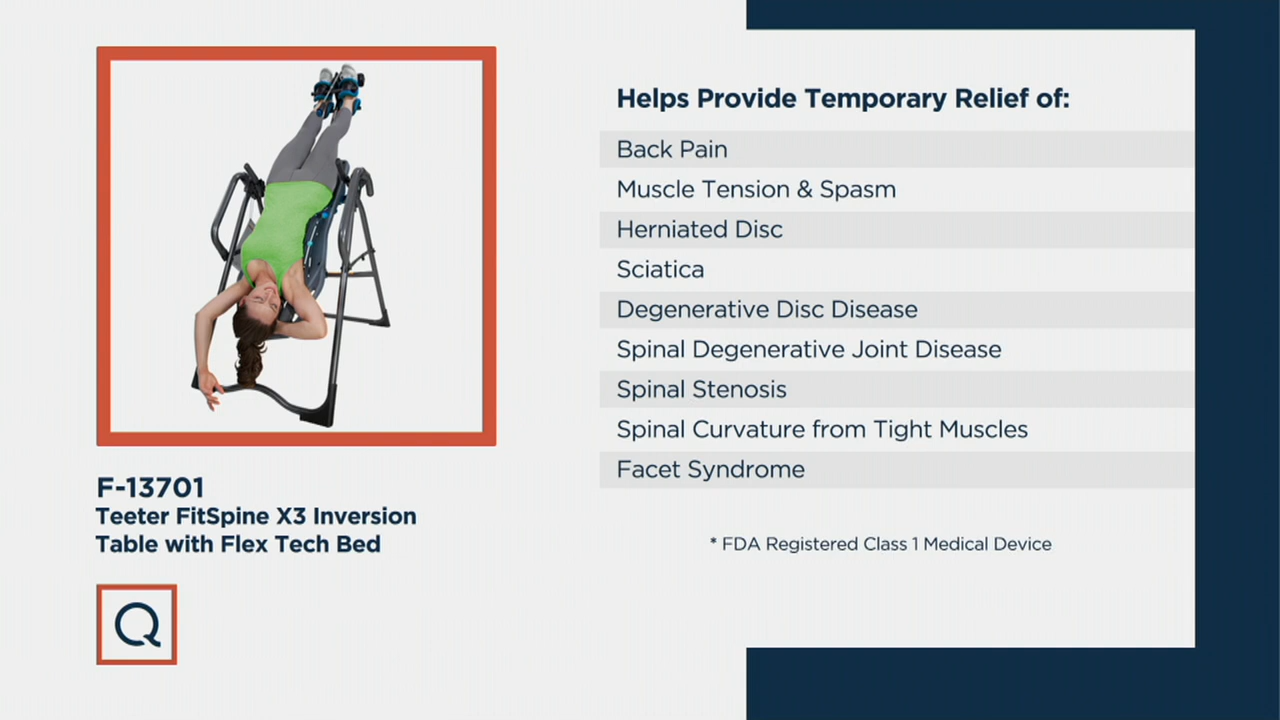 Helps Provide Temporary Relief of:
Back Pain
Muscle Tension & Spasm
Herniated Disc
Sciatica
Degenerative Disc Disease
Spinal Degenerative Joint Disease
Spinal Stenosis
Spinal Curvature from Tight Muscles
Facet Syndrome
* FDA Registered Class 1 Medical Device
F-13701
Teeter FitSpine X3 Inversion
Table with Flex Tech Bed
Q